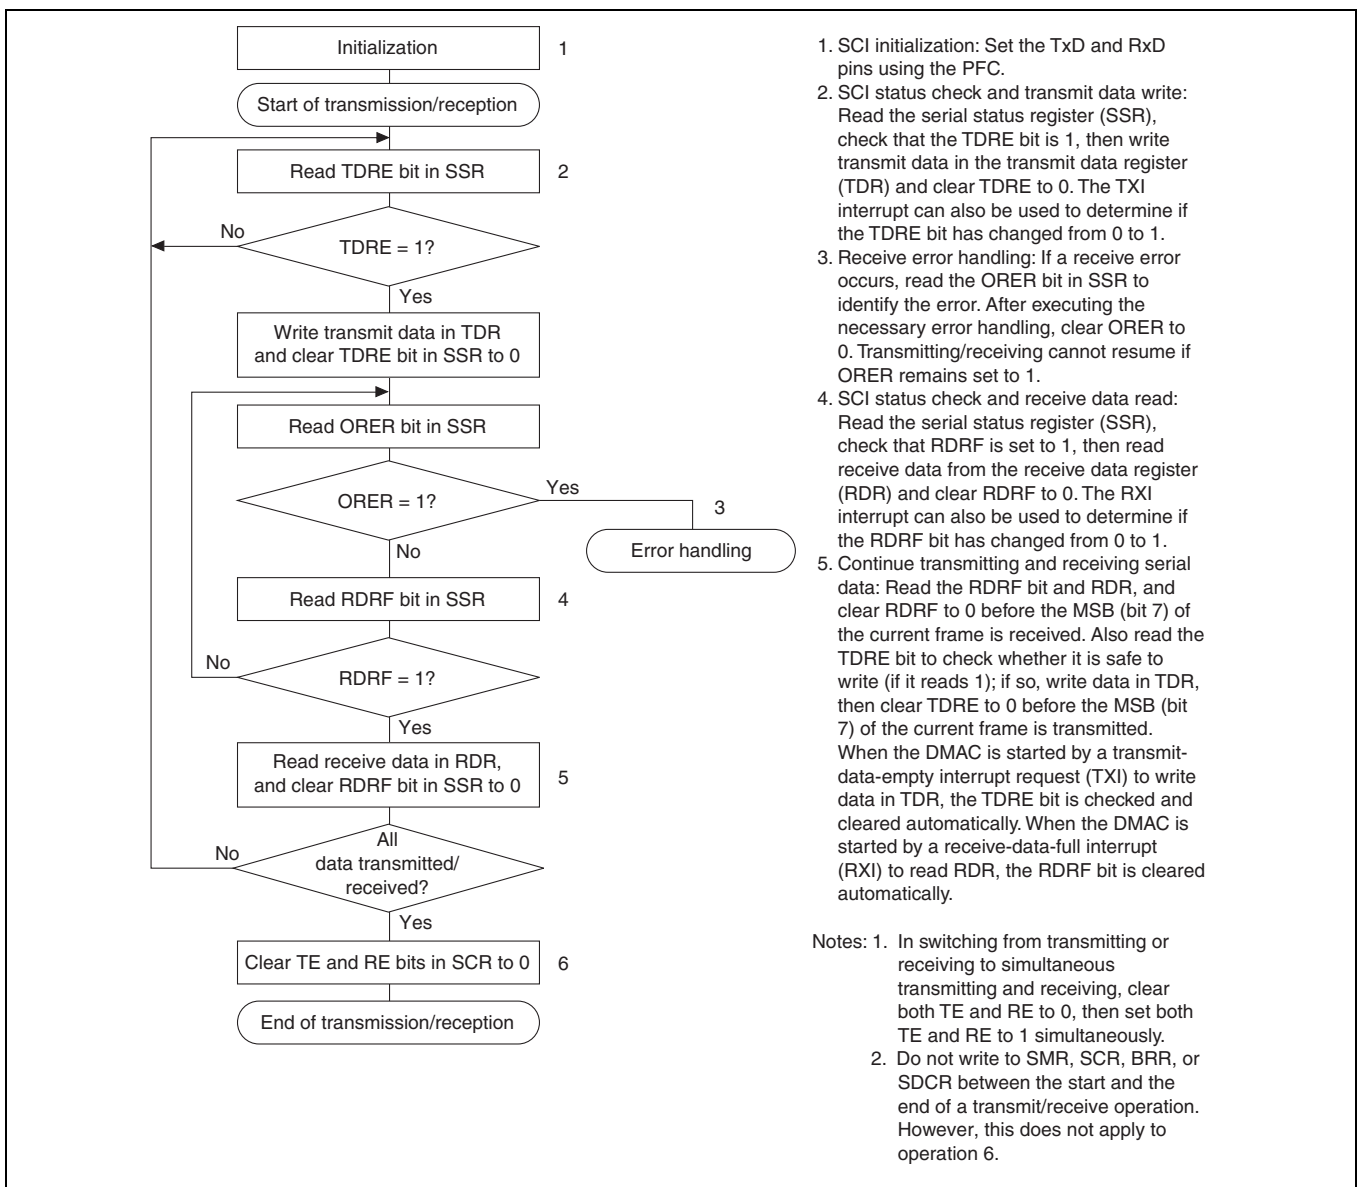 Initialization
1
Start of transmission/reception
Read TDRE bit in SSR
2
No
TDRE = 1?
Yes
Write transmit data in TDR
and clear TDRE bit in SSR to 0
Read ORER bit in SSR
ORER = 1?
Yes
3
Error handling
No
Read RDRF bit in SSR
4
No
RDRF = 1?
Yes
Read receive data in RDR,
and clear RDRF bit in SSR to 0
5
No
All
data transmitted/
received?
Yes
Clear TE and RE bits in SCR to 0
6
End of transmission/reception
1. SCI initialization: Set the TxD and RxD
pins using the PFC.
2. SCI status check and transmit data write:
Read the serial status register (SSR),
check that the TDRE bit is 1, then write
transmit data in the transmit data register
(TDR) and clear TDRE to 0. The TXI
interrupt can also be used to determine if
the TDRE bit has changed from 0 to 1.
3. Receive error handling: If a receive error
occurs, read the ORER bit in SSR to
identify the error. After executing the
necessary error handling, clear ORER to
0. Transmitting/receiving cannot resume if
ORER remains set to 1.
4. SCI status check and receive data read:
Read the serial status register (SSR),
check that RDRF is set to 1, then read
receive data from the receive data register
(RDR) and clear RDRF to 0. The RXI
interrupt can also be used to determine if
the RDRF bit has changed from 0 to 1.
5. Continue transmitting and receiving serial
data: Read the RDRF bit and RDR, and
clear RDRF to 0 before the MSB (bit 7) of
the current frame is received. Also read the
TDRE bit to check whether it is safe to
write (if it reads 1); if so, write data in TDR,
then clear TDRE to 0 before the MSB (bit
7) of the current frame is transmitted.
When the DMAC is started by a transmit-
data-empty interrupt request (TXI) to write
data in TDR, the TDRE bit is checked and
cleared automatically. When the DMAC is
started by a receive-data-full interrupt
(RXI) to read RDR, the RDRF bit is cleared
automatically.
Notes: 1. In switching from transmitting or
receiving to simultaneous
transmitting and receiving, clear
both TE and RE to 0, then set both
TE and RE to 1 simultaneously.
2. Do not write to SMR, SCR, BRR, or
SDCR between the start and the
end of a transmit/receive operation.
However, this does not apply to
operation 6.